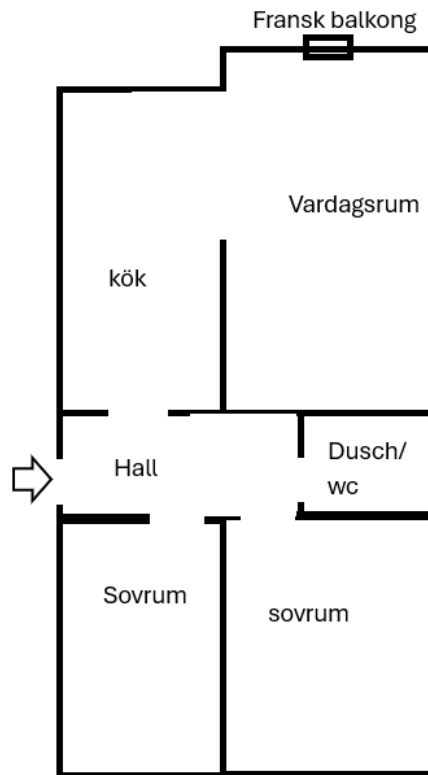 Fransk balkong
Vardagsrum
kök
Hall
Dusch/
wc
Sovrum
sovrum